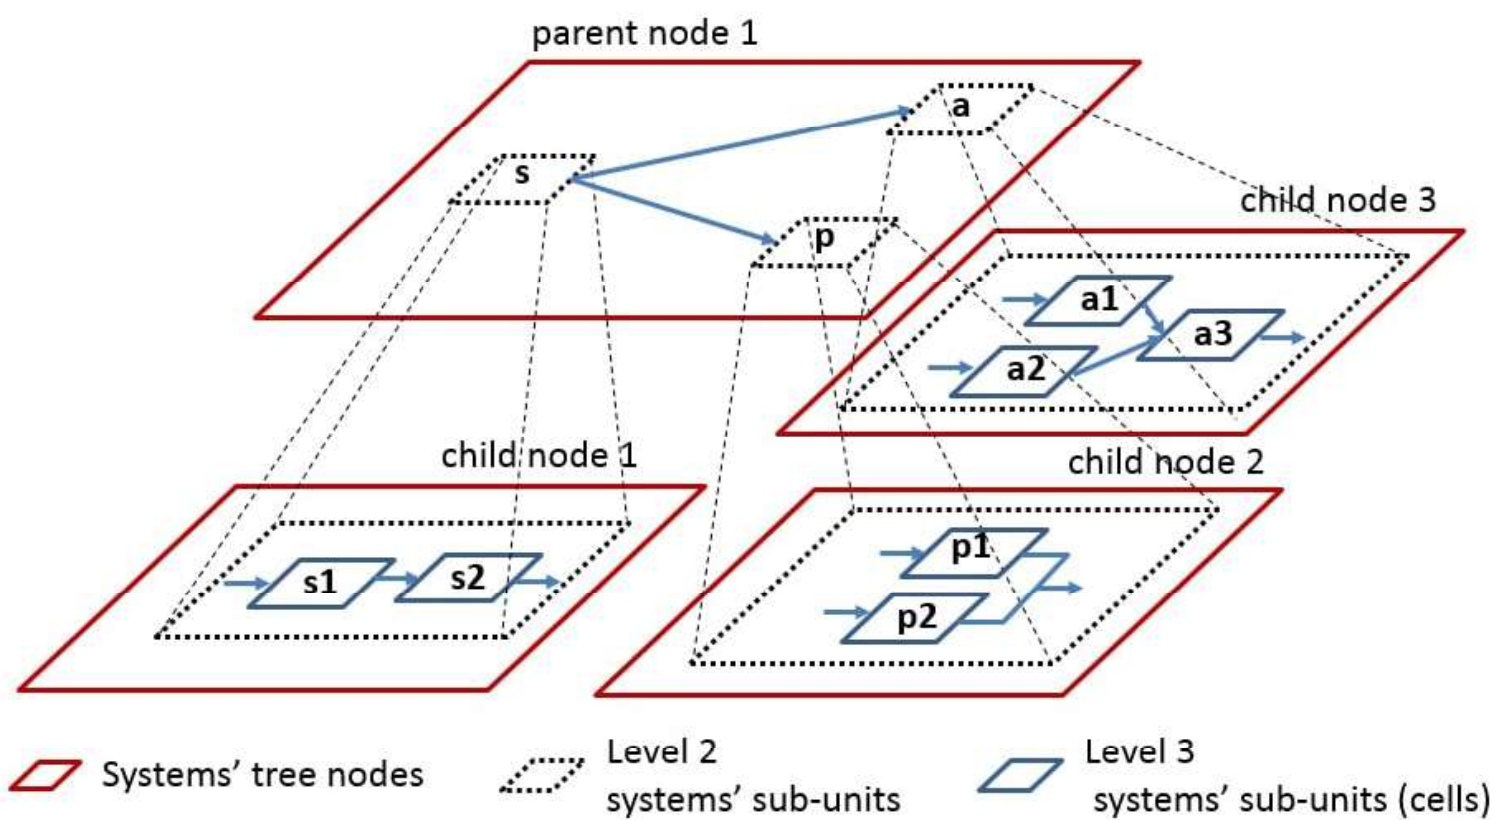 parent node 1
a
s
p
child node 3
a1
a3
a2
child node 1
child node 2
p1
s1
s2
p2
Systems' tree nodes
Level 2
systems' sub-units
Level 3
systems' sub-units (cells)